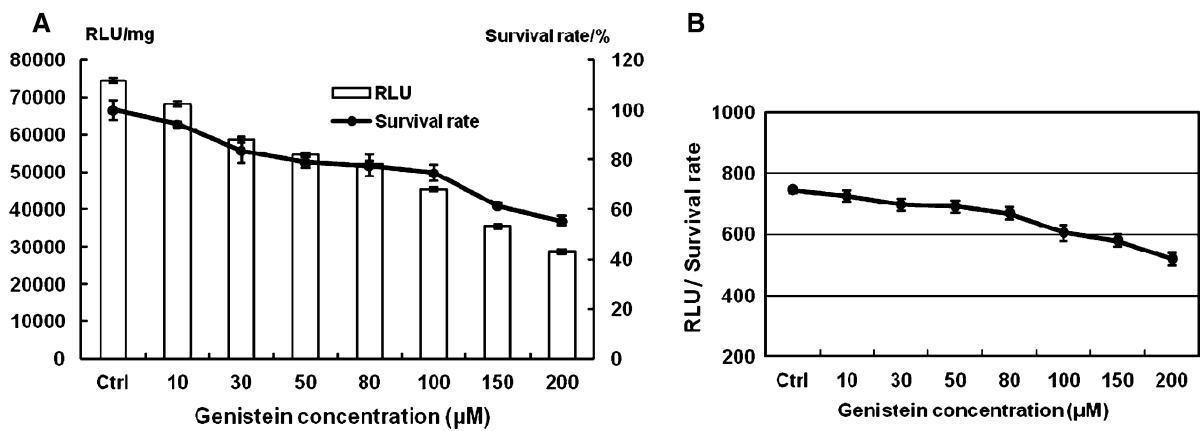 A
RLU/mg
Survival rate/%
80000
70000
60000
50000
40000
30000
20000
10000
0
120
100
80
60
40
20
0
RLU
Survival rate
Ctrl 10 30 50 80 100 150 200
Genistein concentration (μM)
B
RLU/ Survival rate
1000
800
600
400
200
Ctrl 10 30 50 80 100 150 200
Genistein concentration (μM)